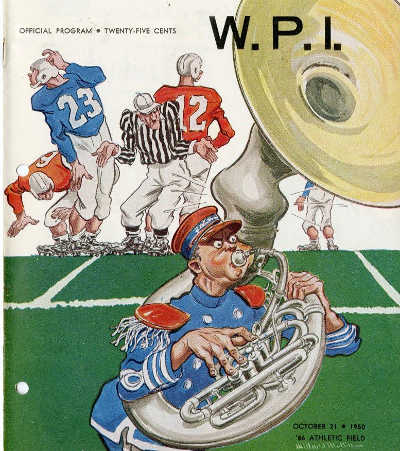 OFFICIAL PROGRAM • TWENTY-FIVE CENTS
W. P. I.
23
12
OCTOBER 21 • 1950
'86 ATHLETIC FIELD